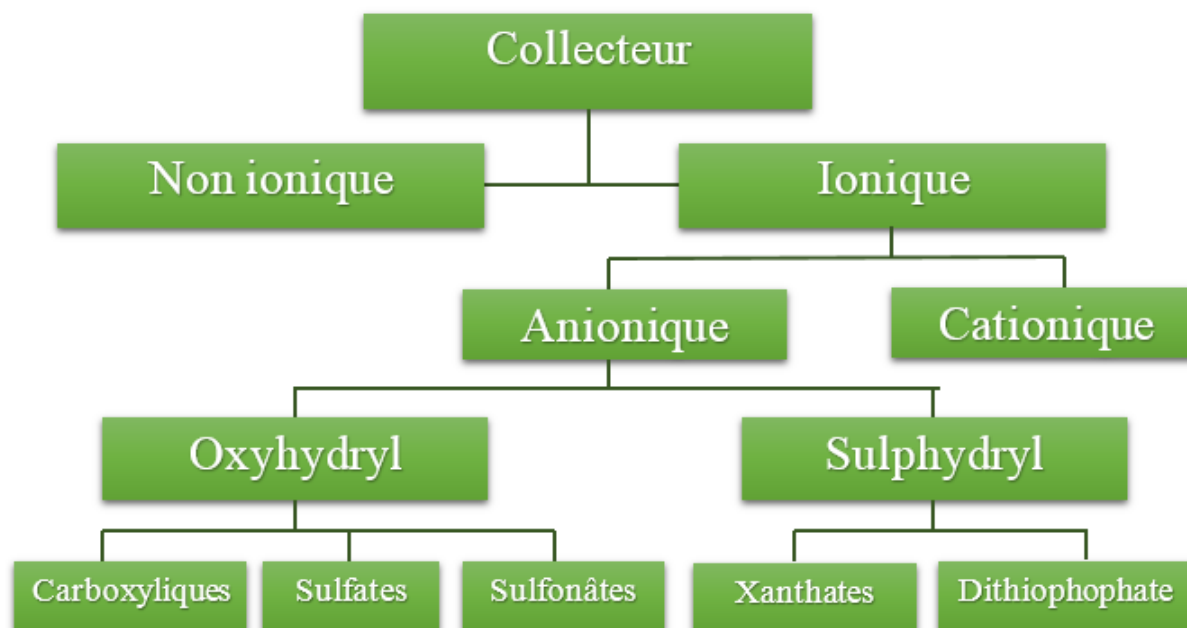 Collecteur
Non ionique
Ionique
Anionique
Cationique
Oxyhydryl
Sulphydryl
Carboxyliques
Sulfates
Sulfonâtes
Xanthates
Dithiophophate